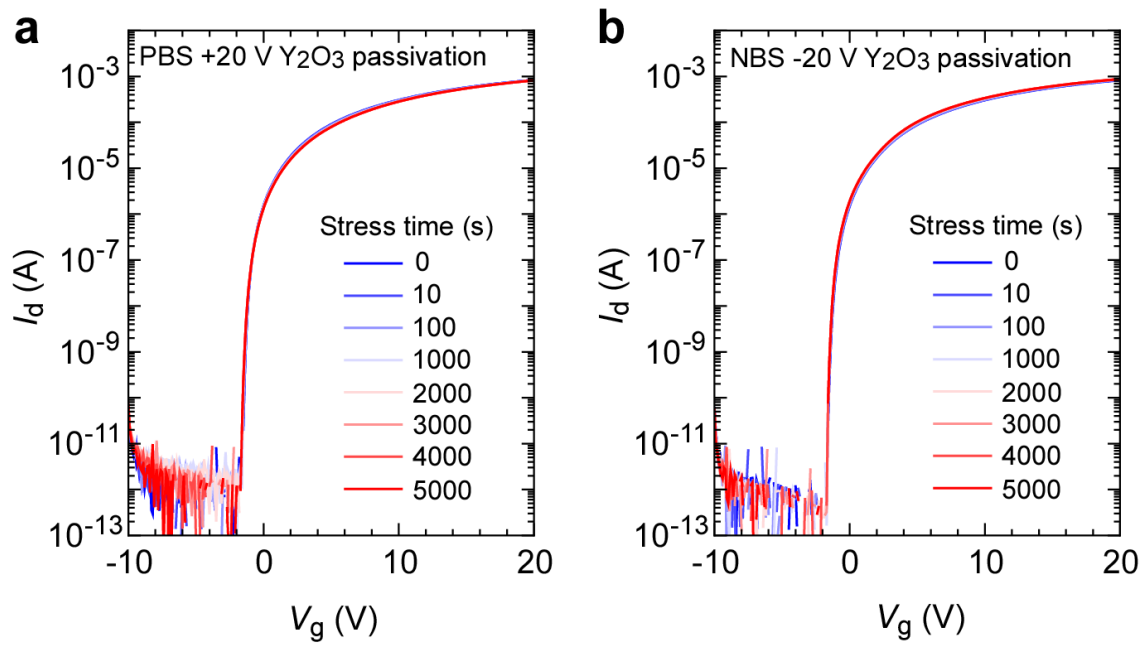 a
PBS +20 V Y2O3 passivation
10-3
10-5
10-7
10-9
10-11
10-13
Id (A)
Stress time (s)
0
10
100
1000
2000
3000
4000
5000
-10 0 10 20
Vg (V)
b
NBS -20 V Y2O3 passivation
10-3
10-5
10-7
10-9
10-11
10-13
Id (A)
Stress time (s)
0
10
100
1000
2000
3000
4000
5000
-10 0 10 20
Vg (V)